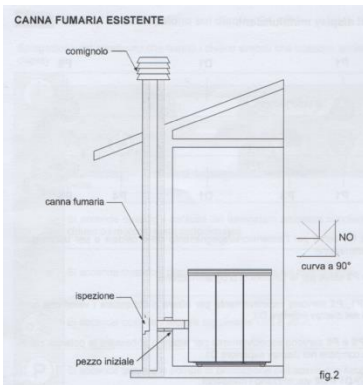 CANNA FUMARIA ESISTENTE
comignolo
canna fumaria
NO
curva a 90°
ispezione
pezzo iniziale
fig.2